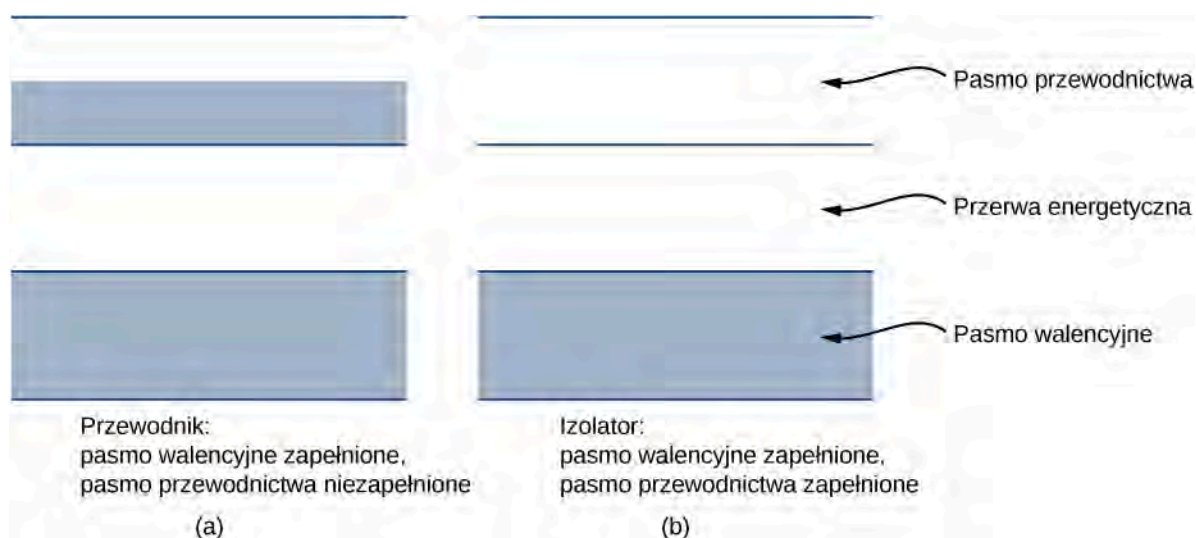 Pasmo przewodnictwa
Przerwa energetyczna
Pasmo walencyjne
Przewodnik:
pasmo walencyjne zapełnione,
pasmo przewodnictwa niezapełnione
(a)
Izolator:
pasmo walencyjne zapełnione,
pasmo przewodnictwa zapełnione
(b)